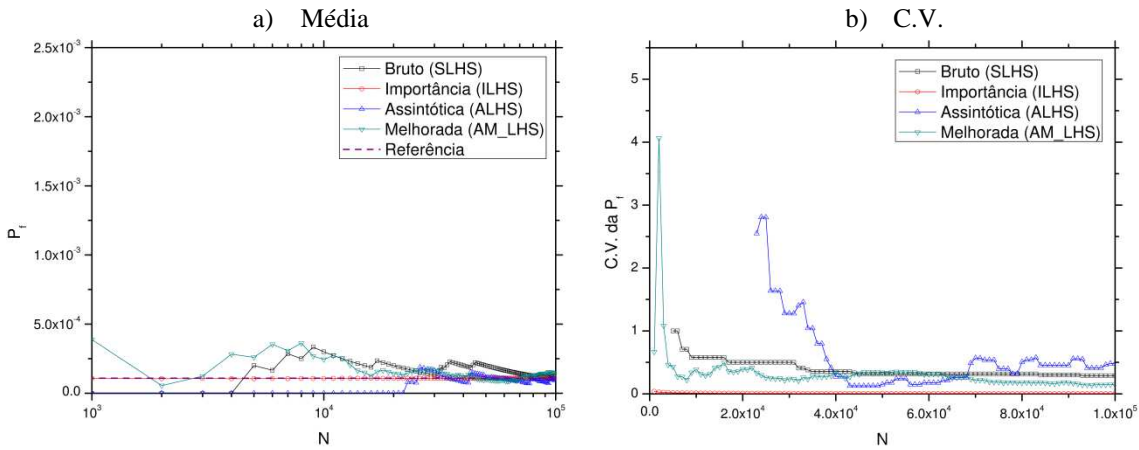 a) Média
2.5x10⁻³
2.0x10⁻³
1.5x10⁻³
1.0x10⁻³
5.0x10⁻⁴
0.0
P_f
Bruto (SLHS)
Importância (ILHS)
Assintótica (ALHS)
Melhorada (AM_LHS)
Referência
10³ 10⁴ 10⁵
N
b) C.V.
5
4
3
2
1
0
C.V. da P_f
Bruto (SLHS)
Importância (ILHS)
Assintótica (ALHS)
Melhorada (AM_LHS)
0.0 2.0x10⁴ 4.0x10⁴ 6.0x10⁴ 8.0x10⁴ 1.0x10⁵
N